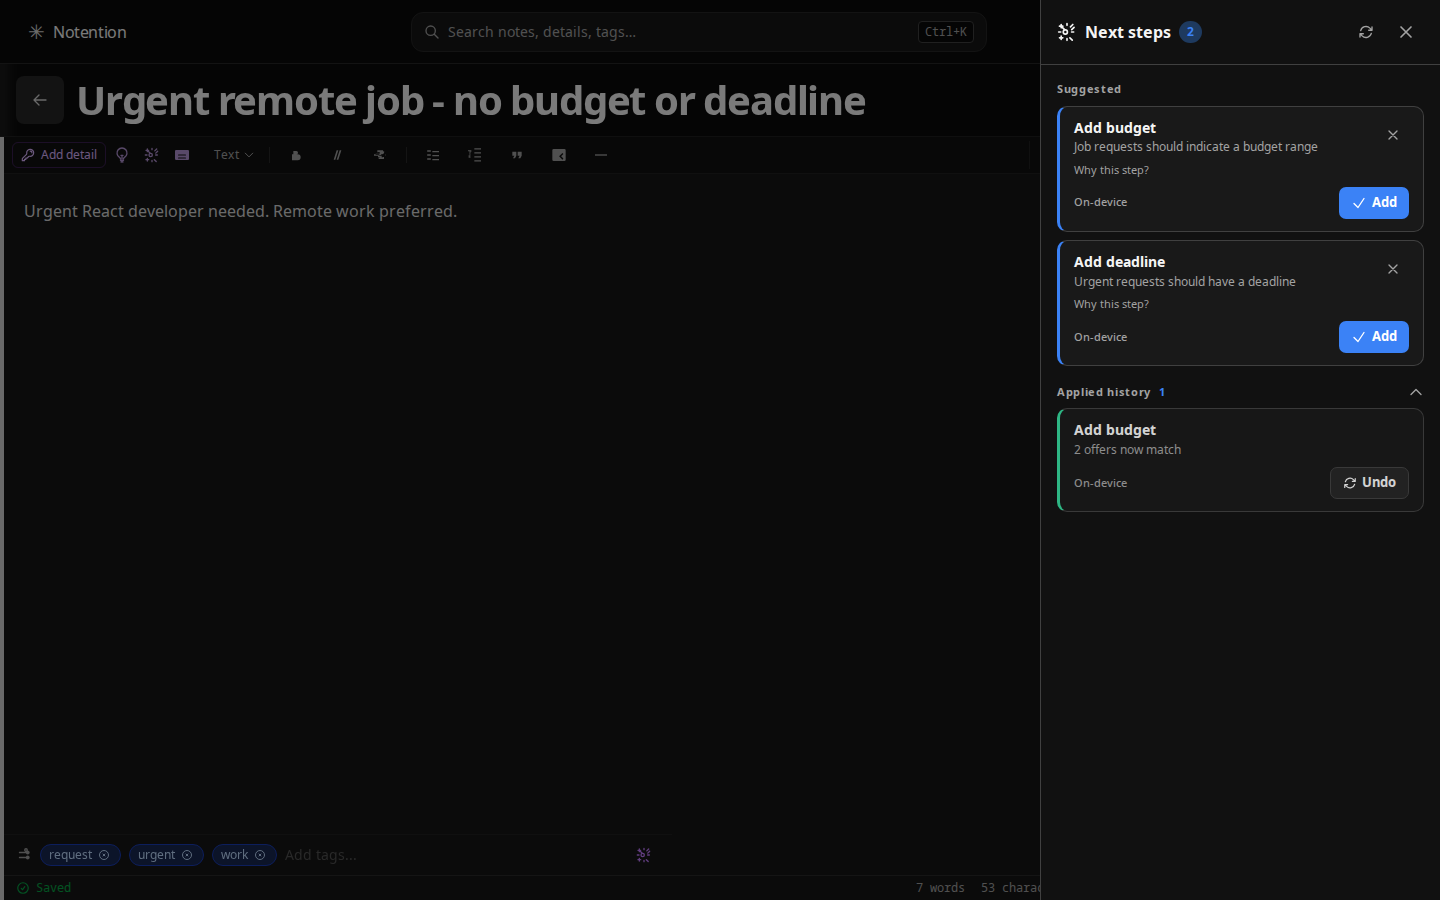 Notention
Search notes, details, tags...
Ctrl+K
Next steps 2
Urgent remote job - no budget or deadline
Add detail
Text
Urgent React developer needed. Remote work preferred.
Suggested
Add budget
Job requests should indicate a budget range
Why this step?
On-device
Add
Add deadline
Urgent requests should have a deadline
Why this step?
On-device
Add
Applied history 1
Add budget
2 offers now match
On-device
Undo
request
urgent
work
Add tags...
Saved
7 words
53 charac